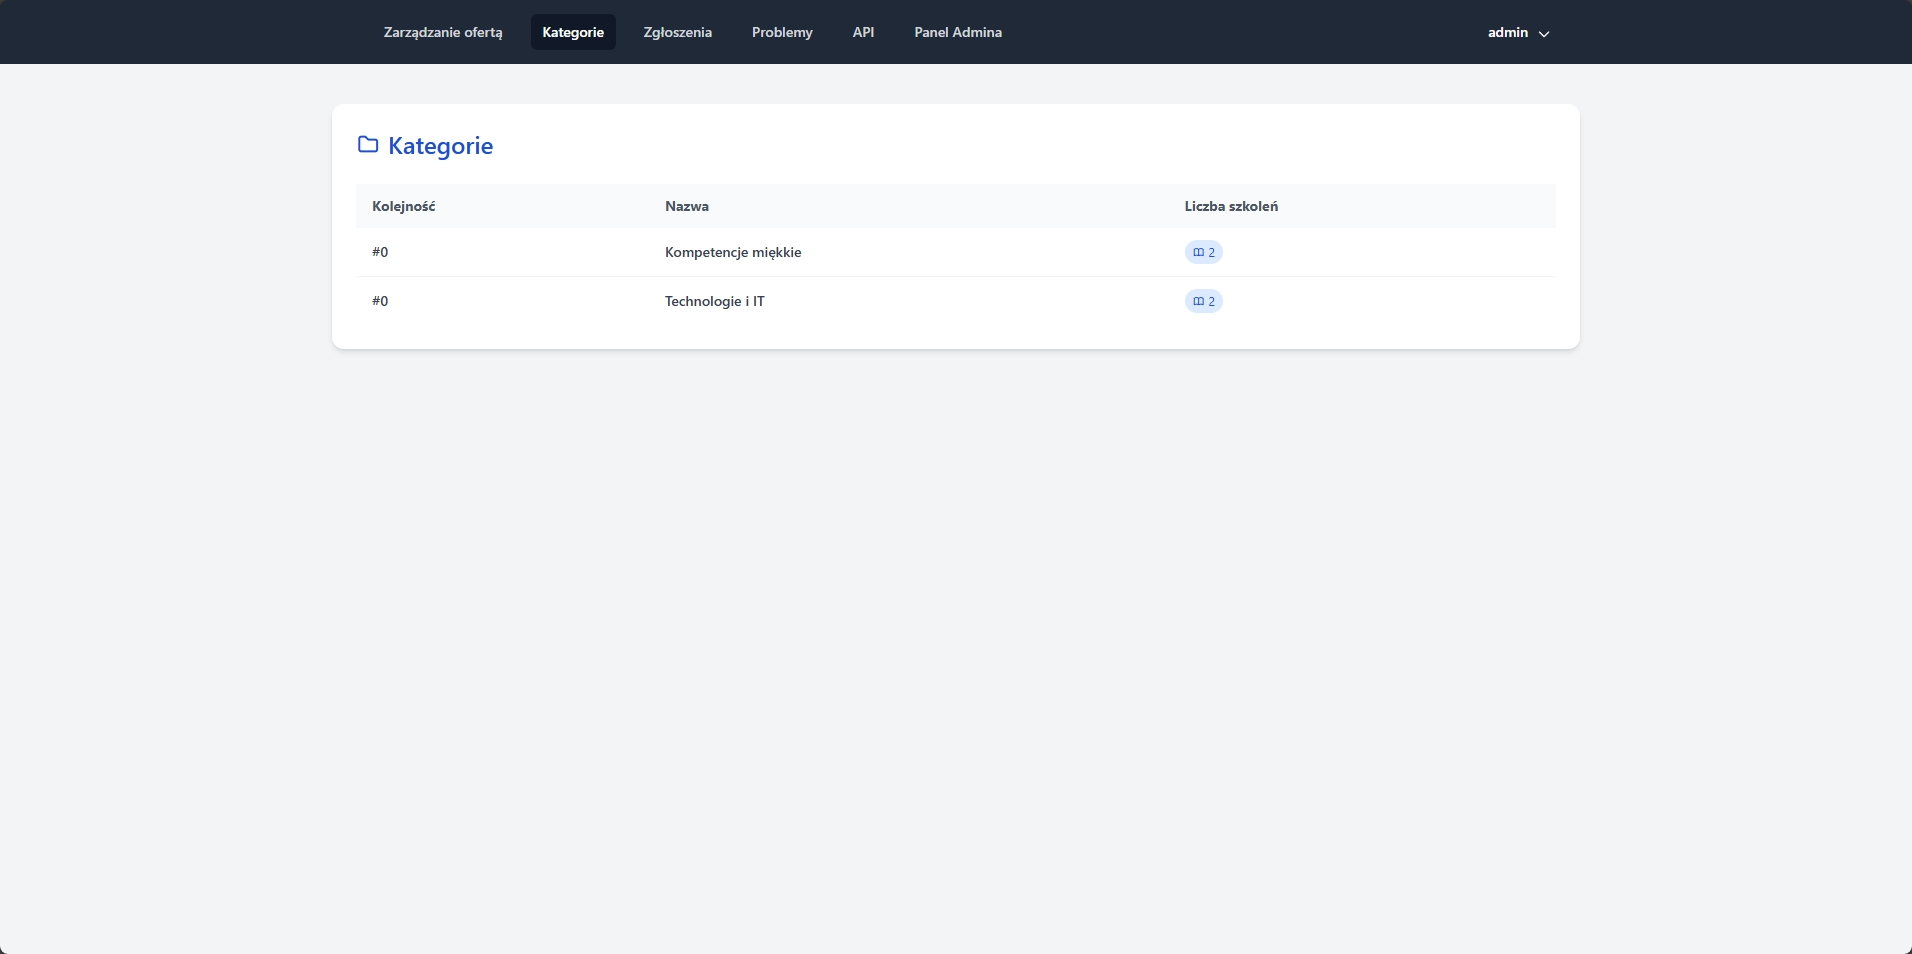 Zarządzanie ofertą Kategorie Zgłoszenia Problemy API Panel Admina admin
Kategorie
Kolejność Nazwa Liczba szkoleń
#0 Kompetencje miękkie 2
#0 Technologie i IT 2